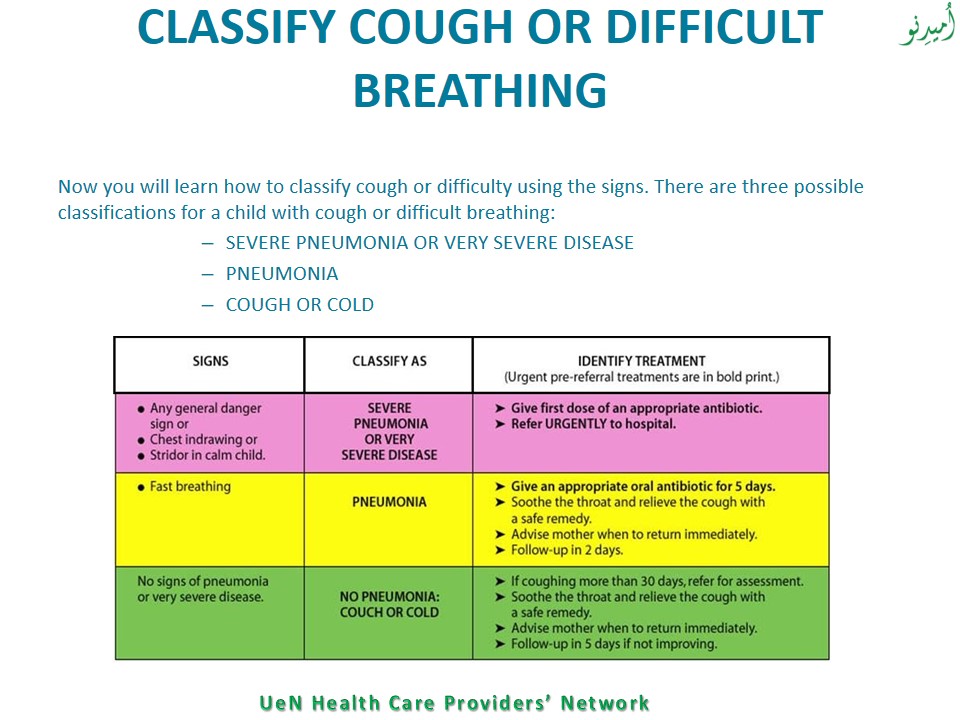 CLASSIFY COUGH OR DIFFICULT
BREATHING
اُمیدِنو
Now you will learn how to classify cough or difficulty using the signs. There are three possible
classifications for a child with cough or difficult breathing:
– SEVERE PNEUMONIA OR VERY SEVERE DISEASE
– PNEUMONIA
– COUGH OR COLD
SIGNS
CLASSIFY AS
IDENTIFY TREATMENT
(Urgent pre-referral treatments are in bold print.)
● Any general danger
sign or
● Chest indrawing or
● Stridor in calm child.
SEVERE
PNEUMONIA
OR VERY
SEVERE DISEASE
➤ Give first dose of an appropriate antibiotic.
➤ Refer URGENTLY to hospital.
● Fast breathing
PNEUMONIA
➤ Give an appropriate oral antibiotic for 5 days.
➤ Soothe the throat and relieve the cough with
a safe remedy.
➤ Advise mother when to return immediately.
➤ Follow-up in 2 days.
No signs of pneumonia
or very severe disease.
NO PNEUMONIA:
COUCH OR COLD
➤ If coughing more than 30 days, refer for assessment.
➤ Soothe the throat and relieve the cough with
a safe remedy.
➤ Advise mother when to return immediately.
➤ Follow-up in 5 days if not improving.
UeN Health Care Providers’ Network